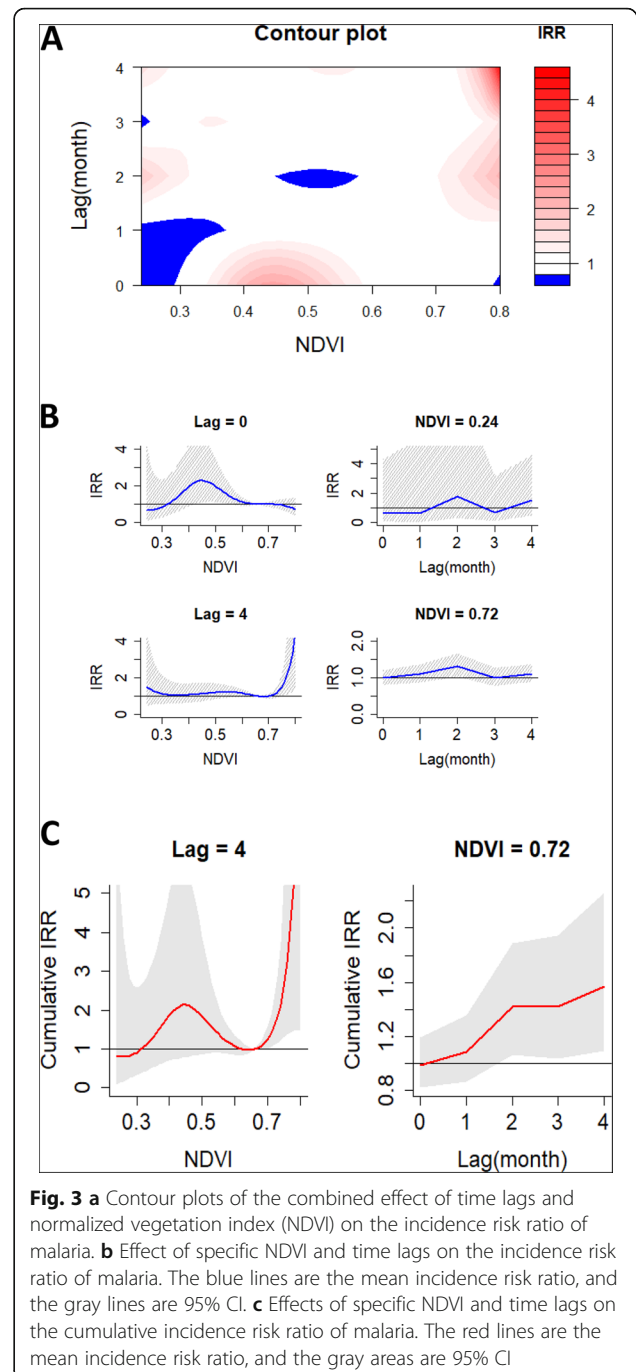 A
Contour plot
IRR
4
3
2
1
0
Lag(month)
0.3 0.4 0.5 0.6 0.7 0.8
NDVI
4
3
2
1
B
Lag = 0
IRR
0 2 4
0.3 0.5 0.7
NDVI
NDVI = 0.24
IRR
0 2 4
0 1 2 3 4
Lag(month)
Lag = 4
IRR
0 2 4
0.3 0.5 0.7
NDVI
NDVI = 0.72
IRR
0.0 1.0 2.0
0 1 2 3 4
Lag(month)
C
Lag = 4
Cumulative IRR
0 1 2 3 4 5
0.3 0.5 0.7
NDVI
NDVI = 0.72
Cumulative IRR
0.8 1.2 1.6 2.0
0 1 2 3 4
Lag(month)
Fig. 3 a Contour plots of the combined effect of time lags and
normalized vegetation index (NDVI) on the incidence risk ratio of
malaria. b Effect of specific NDVI and time lags on the incidence risk
ratio of malaria. The blue lines are the mean incidence risk ratio, and
the gray lines are 95% CI. c Effects of specific NDVI and time lags on
the cumulative incidence risk ratio of malaria. The red lines are the
mean incidence risk ratio, and the gray areas are 95% CI